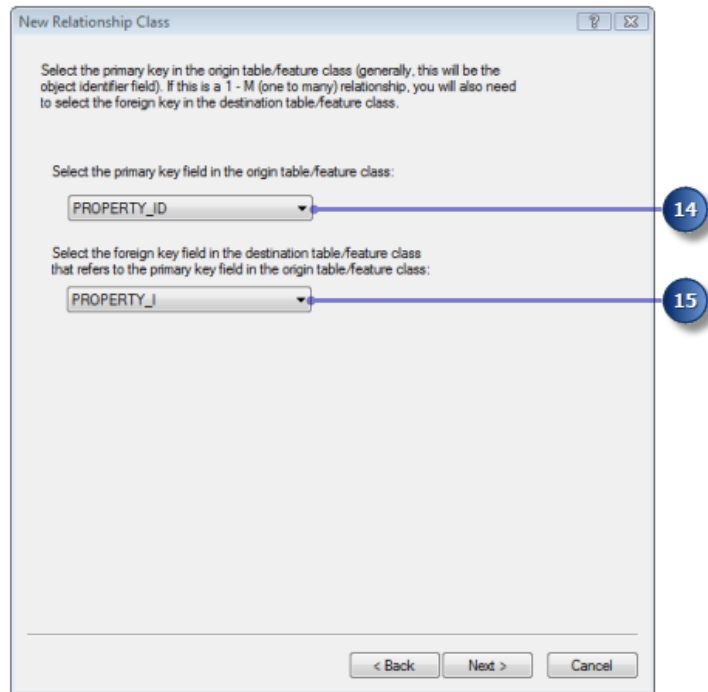 New Relationship Class
Select the primary key in the origin table/feature class (generally, this will be the
object identifier field). If this is a 1 - M (one to many) relationship, you will also need
to select the foreign key in the destination table/feature class.
Select the primary key field in the origin table/feature class:
PROPERTY_ID
14
Select the foreign key field in the destination table/feature class
that refers to the primary key field in the origin table/feature class:
PROPERTY_I
15
< Back
Next >
Cancel